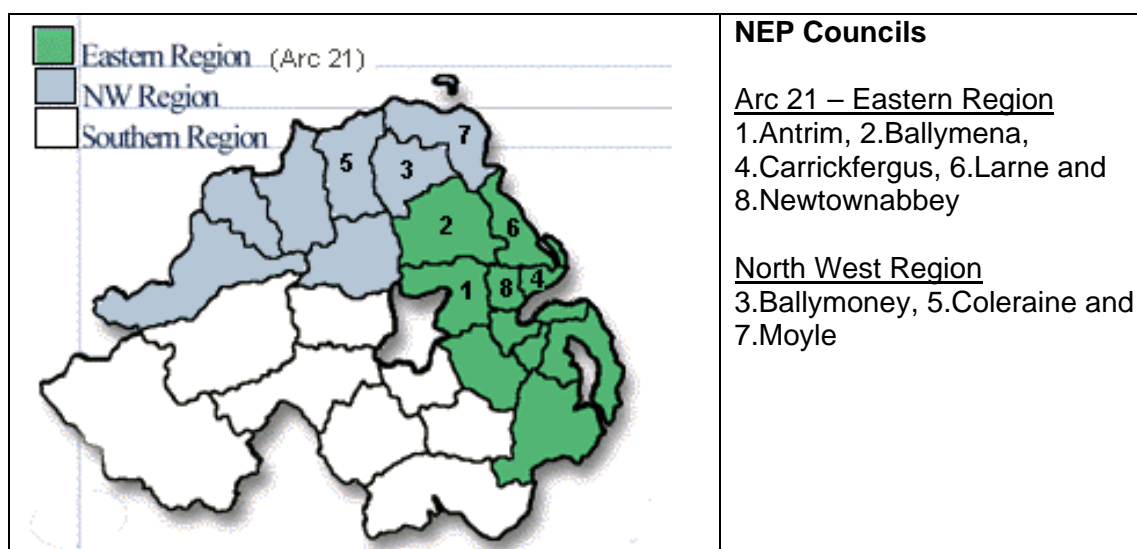 Eastern Region (Arc 21)
NW Region
Southern Region
7
5
3
2
6
4
8
1
NEP Councils
Arc 21 – Eastern Region
1.Antrim, 2.Ballymena,
4.Carrickfergus, 6.Larne and
8.Newtownabbey
North West Region
3.Ballymoney, 5.Coleraine and
7.Moyle